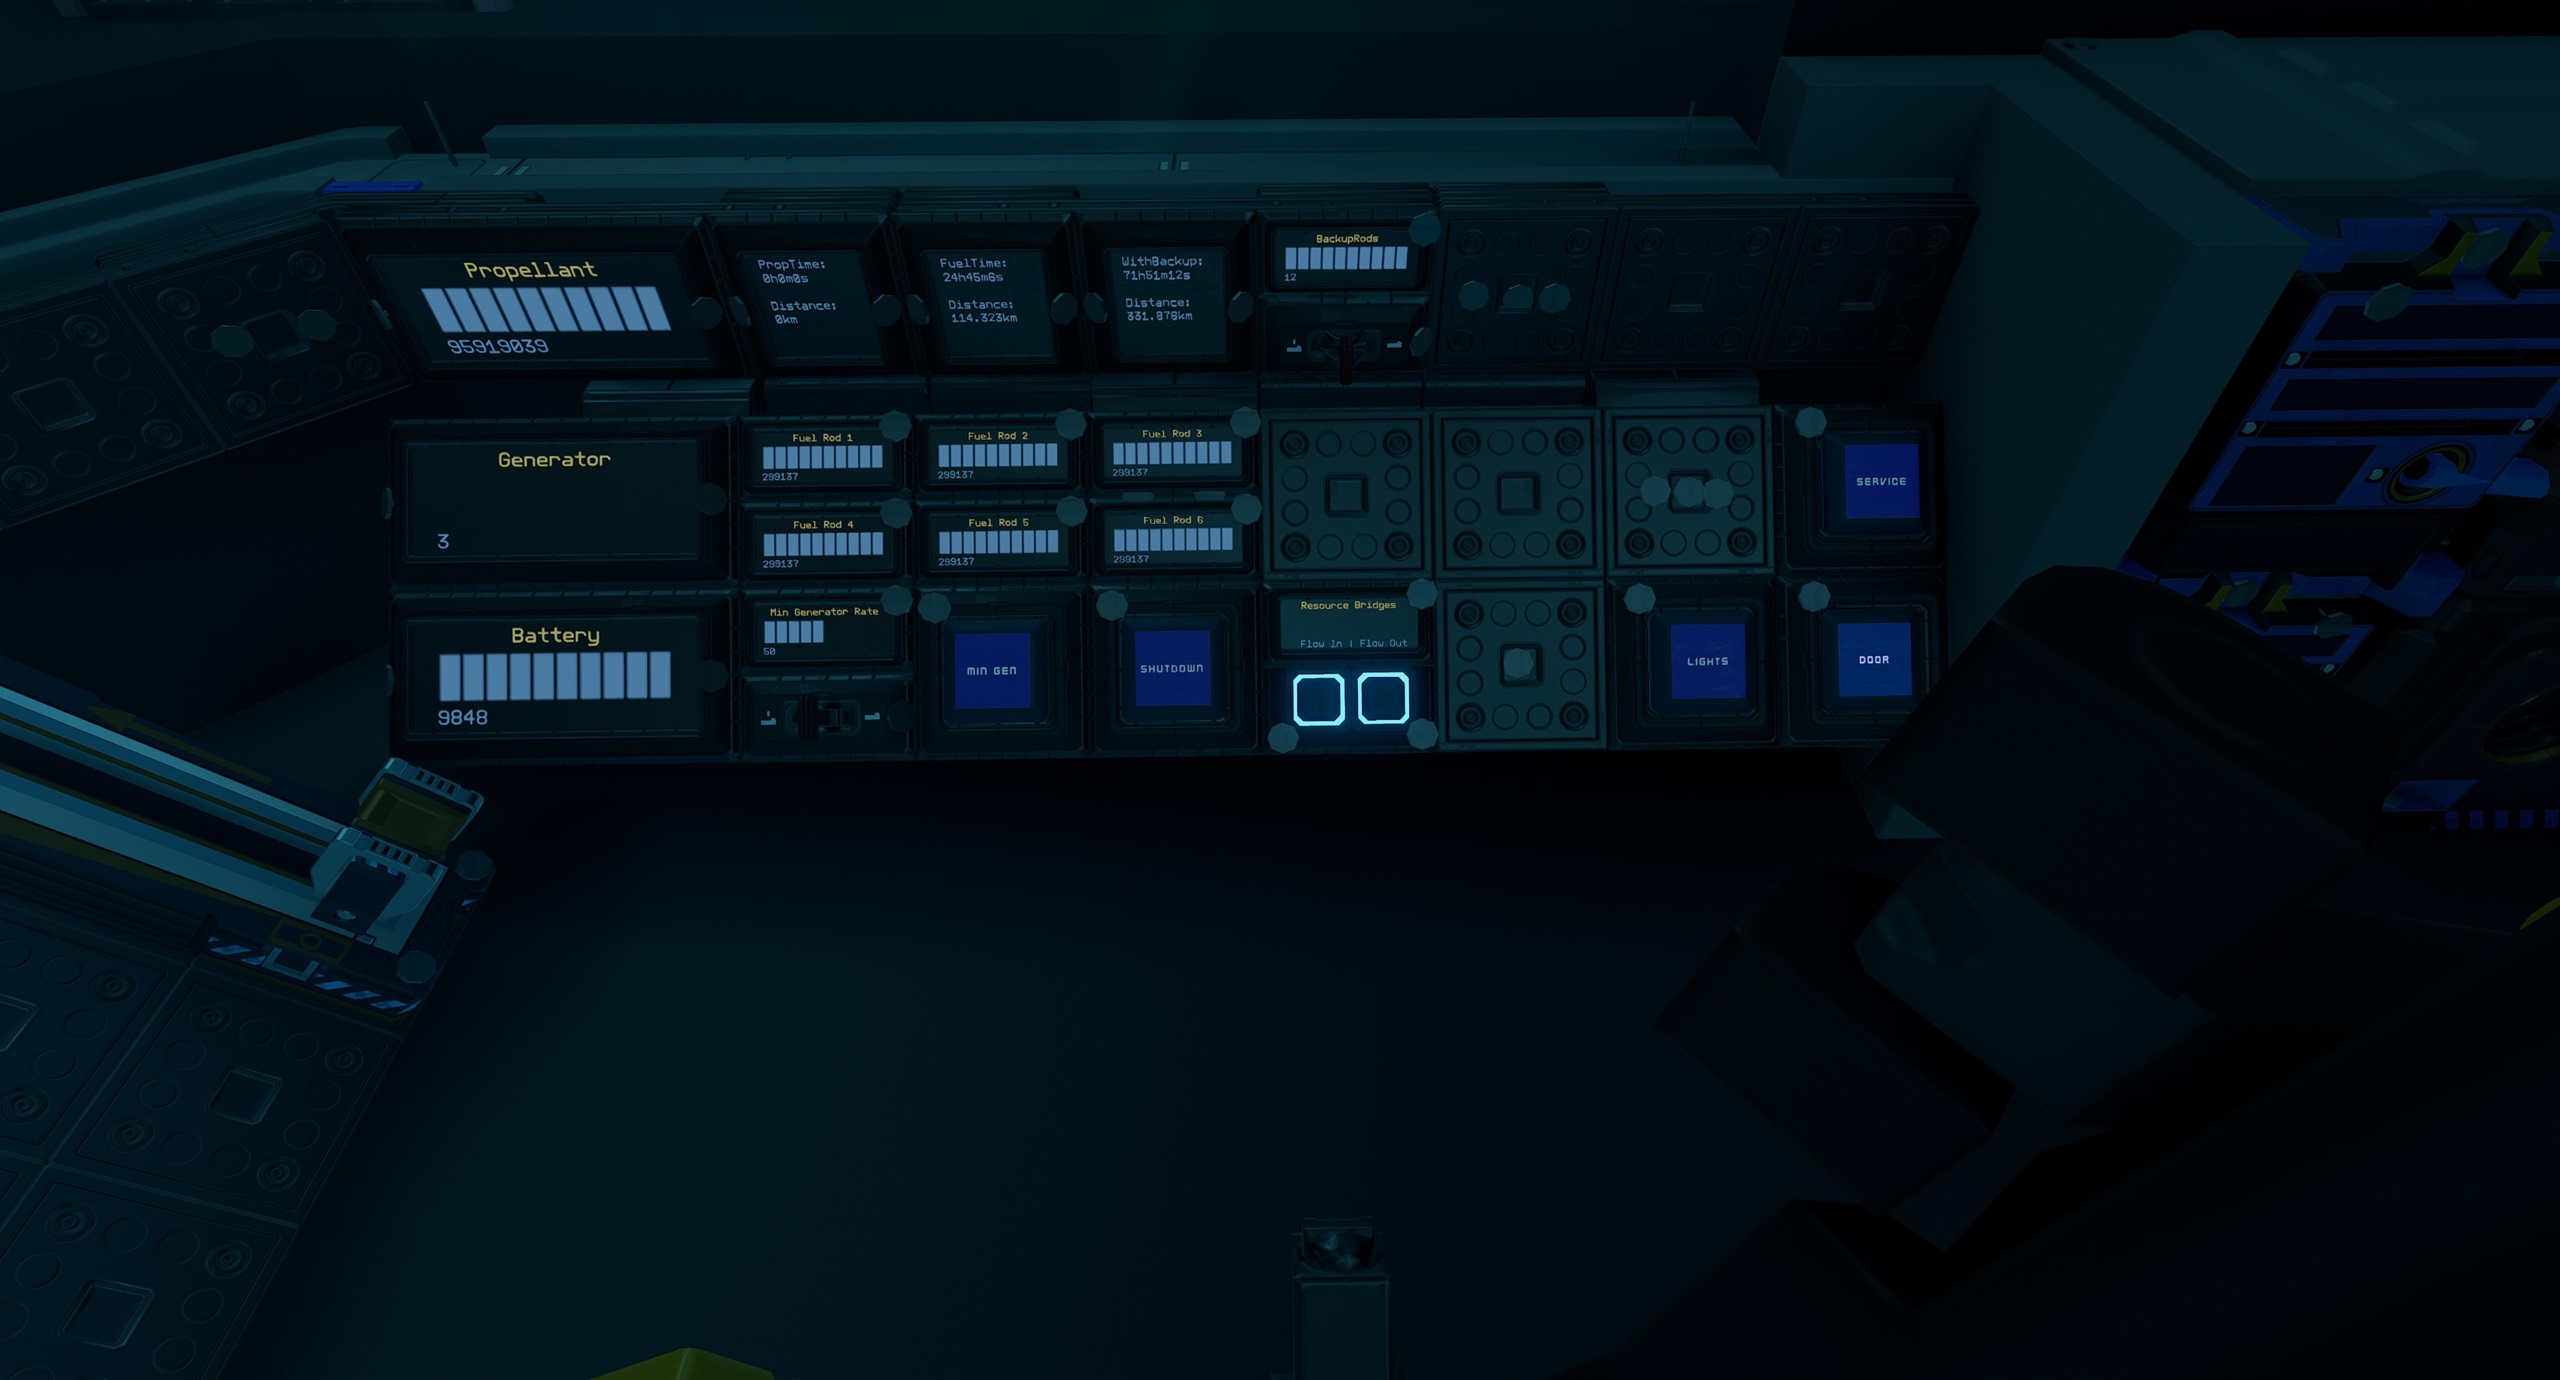 Propellant
95919039
PropTime:
0h0m0s
Distance:
0km
FuelTime:
24h45m6s
Distance:
114.323km
WithBackup:
71h51m12s
Distance:
331.876km
BackupRods
12
Generator
3
Fuel Rod 1
299137
Fuel Rod 2
299137
Fuel Rod 3
299137
Fuel Rod 4
299137
Fuel Rod 5
299137
Fuel Rod 6
299137
SERVICE
Battery
9848
Min Generator Rate
50
MIN GEN
SHUTDOWN
Resource Bridges
Flow In | Flow Out
LIGHTS
DOOR